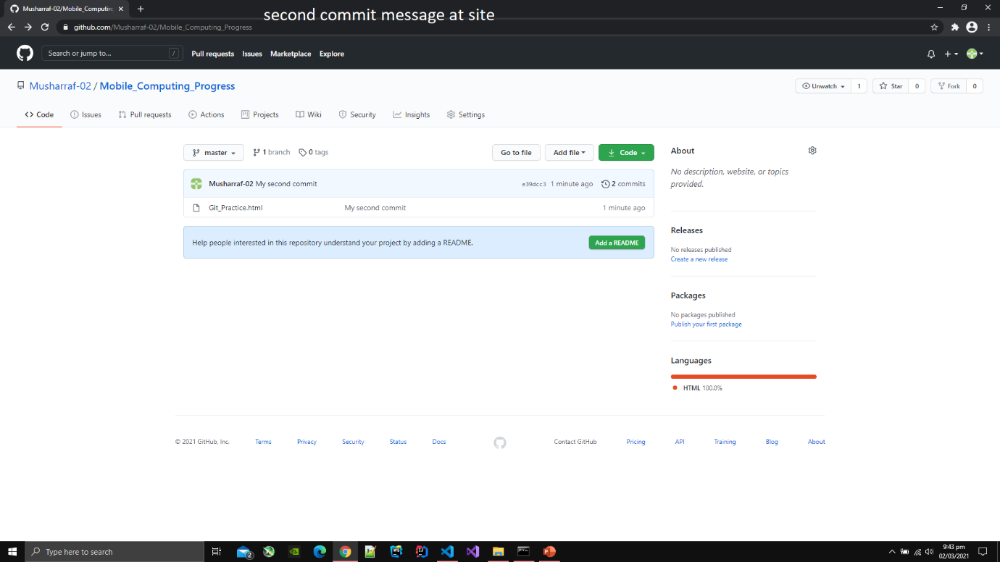 Musharraf-02/Mobile_Computing
second commit message at site
github.com/Musharraf-02/Mobile_Computing_Progress
Search or jump to... /
Pull requests Issues Marketplace Explore
Musharraf-02 / Mobile_Computing_Progress
Unwatch 1 Star 0 Fork 0
Code Issues Pull requests Actions Projects Wiki Security Insights Settings
master 1 branch 0 tags Go to file Add file Code
Musharraf-02 My second commit e39dcc3 1 minute ago 2 commits
Git_Practice.html My second commit 1 minute ago
Help people interested in this repository understand your project by adding a README. Add a README
About
No description, website, or topics
provided.
Releases
No releases published
Create a new release
Packages
No packages published
Publish your first package
Languages
HTML 100.0%
© 2021 GitHub, Inc. Terms Privacy Security Status Docs Contact GitHub Pricing API Training Blog About
Type here to search
2
9:43 pm
02/03/2021